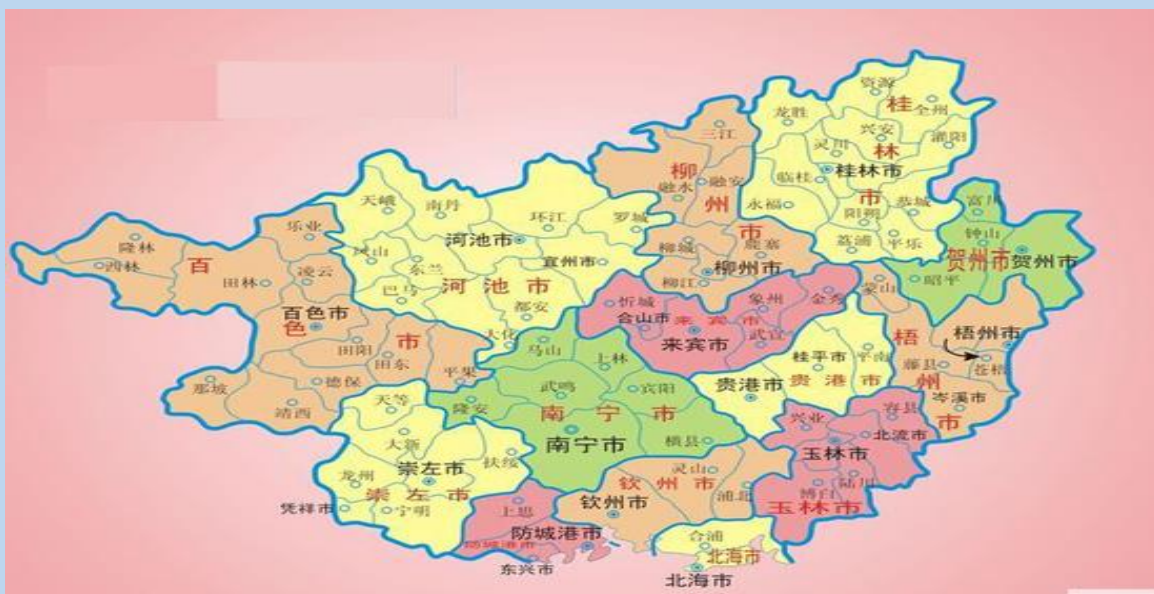 资源
桂
全州
龙胜
兴安
灌阳
三江
灵川
林
柳
融安
临桂
桂林市
融水
市
天峨
南丹
环江
罗城
州
永福
恭城
阳朔
富川
乐业
河池市
市
鹿寨
荔浦
平乐
钟山
隆林
凤山
柳城
贺州市
贺州市
西林
百
东兰
宜州市
柳州市
凌云
田林
巴马
河池市
柳江
昭平
蒙山
都安
忻城
象州
金秀
百色市
合山市
来宾市
色
大化
来宾市
武宣
梧
梧州市
市
马山
上林
桂平市
平南
田阳
田东
藤县
苍梧
平果
贵港市
贵港市
州
那坡
德保
武鸣
宾阳
岑溪市
靖西
天等
隆安
南宁市
容县
兴业
市
大新
南宁市
横县
北流市
崇左市
扶绥
玉林市
龙州
灵山
崇左市
钦州市
陆川
浦北
博白
凭祥市
宁明
上思
钦州市
玉林市
防城港市
防城港市
合浦
北海市
东兴市
北海市